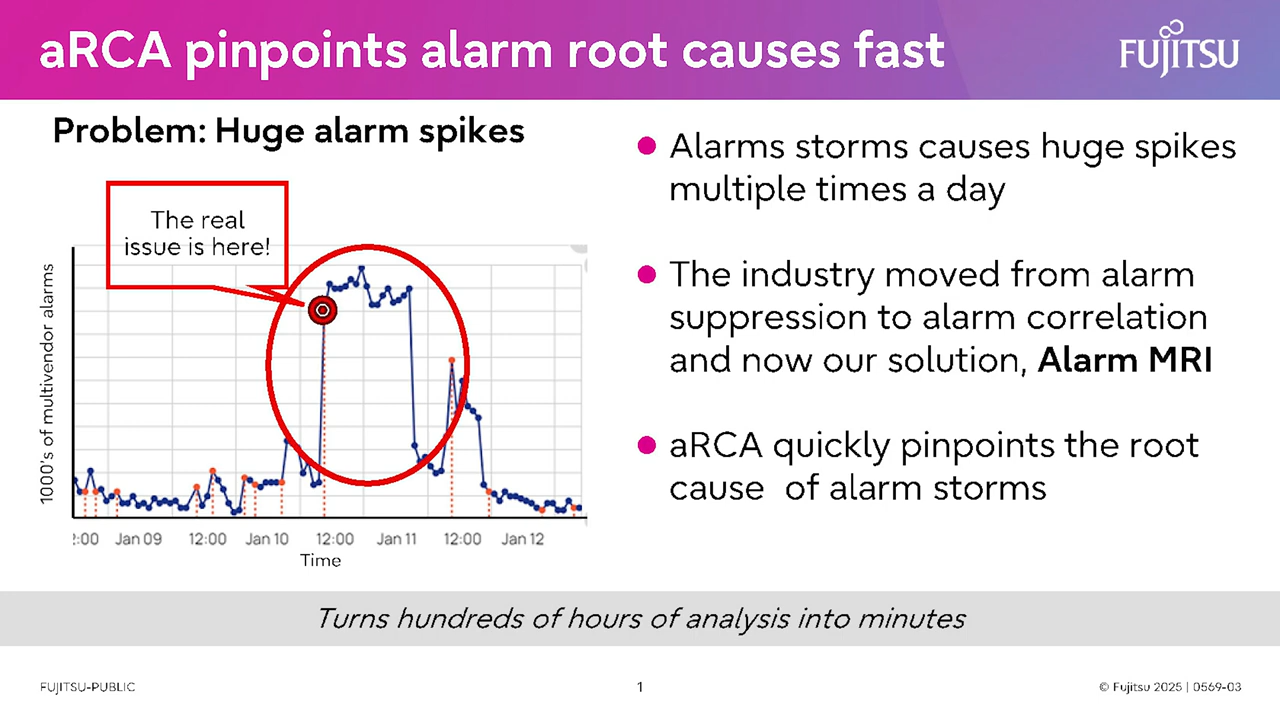 aRCA pinpoints alarm root causes fast
FUJITSU
Problem: Huge alarm spikes
The real
issue is here!
1000's of multivendor alarms
:00 Jan 09 12:00 Jan 10 12:00 Jan 11 12:00 Jan 12
Time
Alarms storms causes huge spikes
multiple times a day
The industry moved from alarm
suppression to alarm correlation
and now our solution, Alarm MRI
aRCA quickly pinpoints the root
cause of alarm storms
Turns hundreds of hours of analysis into minutes
FUJITSU-PUBLIC
1
© Fujitsu 2025 | 0569-03